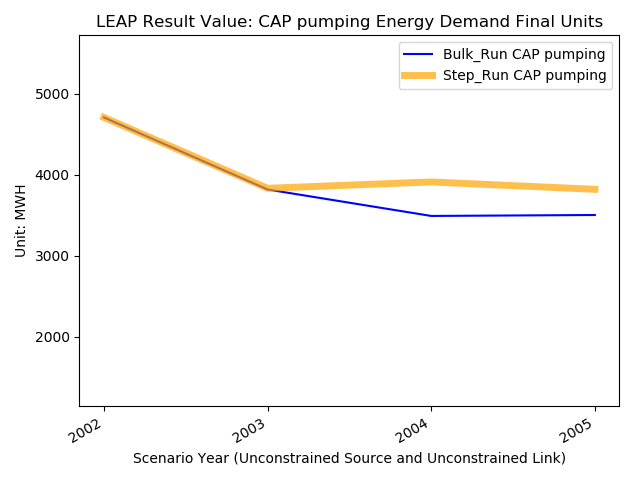 LEAP Result Value: CAP pumping Energy Demand Final Units
Bulk_Run CAP pumping
Step_Run CAP pumping
Unit: MWH
5000
4000
3000
2000
2002
2003
2004
2005
Scenario Year (Unconstrained Source and Unconstrained Link)